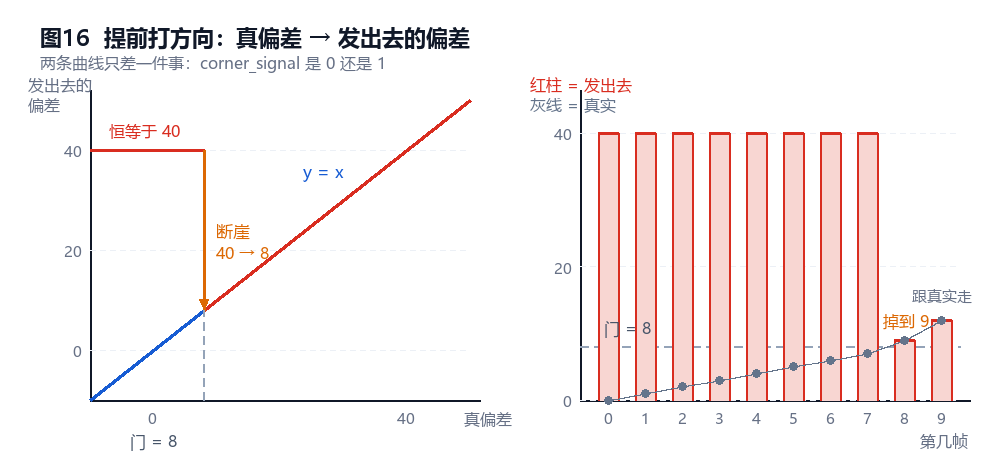 图16 提前打方向：真偏差 → 发出去的偏差
两条曲线只差一件事：corner_signal 是 0 还是 1
发出去的
偏差
恒等于 40
40
y = x
断崖
40 → 8
20
0
0
40
真偏差
门 = 8
红柱 = 发出去
灰线 = 真实
40
20
跟真实走
掉到 9
门 = 8
0
0 1 2 3 4 5 6 7 8 9
第几帧